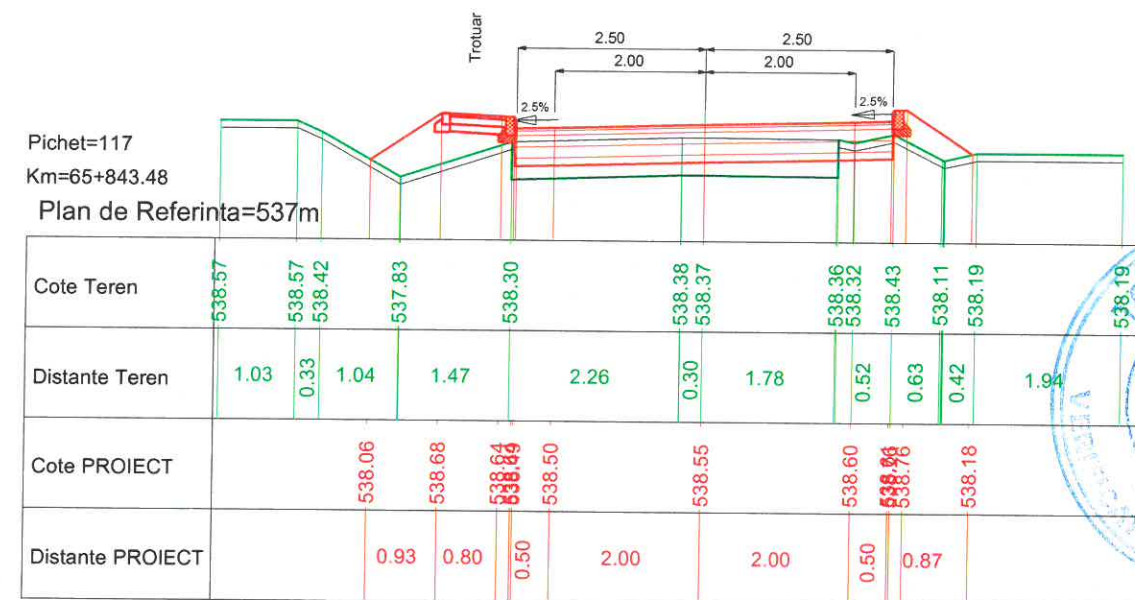 Trotuar
2.50 2.50
2.00 2.00
2.5% 2.5%
Pichet=117
Km=65+843.48
Plan de Referinta=537m
Cote Teren 538.57 538.57 538.42 537.83 538.30 538.38 538.37 538.36 538.32 538.43 538.11 538.19 538.19
Distante Teren 1.03 0.33 1.04 1.47 2.26 0.30 1.78 0.52 0.63 0.42 1.94
Cote PROIECT 538.06 538.68 538.64 538.49 538.50 538.55 538.60 538.76 538.18
Distante PROIECT 0.93 0.80 0.50 2.00 2.00 0.50 0.87